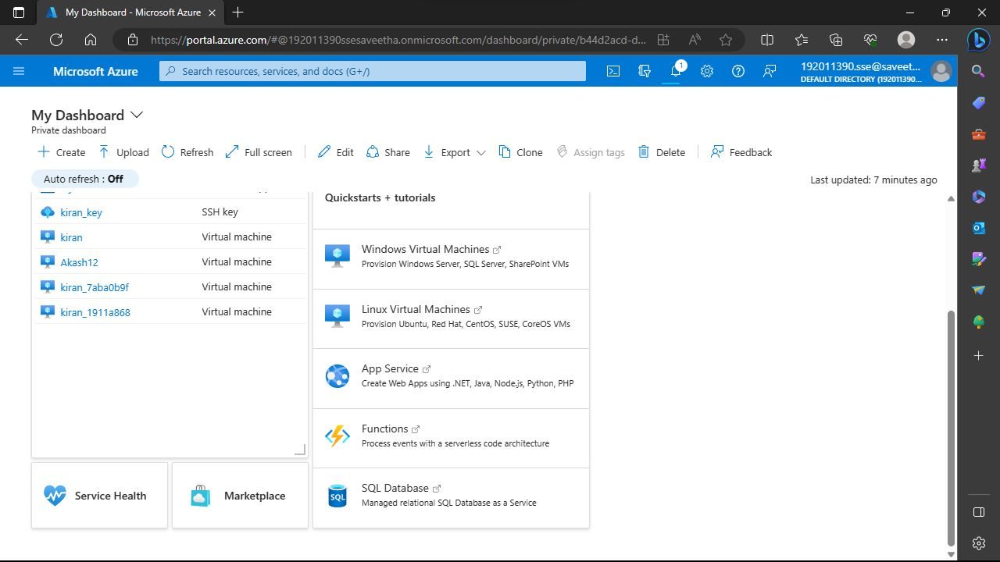 My Dashboard - Microsoft Azure
https://portal.azure.com/#@192011390ssesaveetha.onmicrosoft.com/dashboard/private/b44d2acd-d...
Microsoft Azure
Search resources, services, and docs (G+/)
1
192011390.sse@saveet...
DEFAULT DIRECTORY (192011390...
My Dashboard
Private dashboard
Create Upload Refresh Full screen Edit Share Export Clone Assign tags Delete Feedback
Auto refresh : Off
Last updated: 7 minutes ago
kiran_key SSH key
kiran Virtual machine
Akash12 Virtual machine
kiran_7aba0b9f Virtual machine
kiran_1911a868 Virtual machine
Service Health
Marketplace
Quickstarts + tutorials
Windows Virtual Machines
Provision Windows Server, SQL Server, SharePoint VMs
Linux Virtual Machines
Provision Ubuntu, Red Hat, CentOS, SUSE, CoreOS VMs
App Service
Create Web Apps using .NET, Java, Node.js, Python, PHP
Functions
Process events with a serverless code architecture
SQL
SQL Database
Managed relational SQL Database as a Service